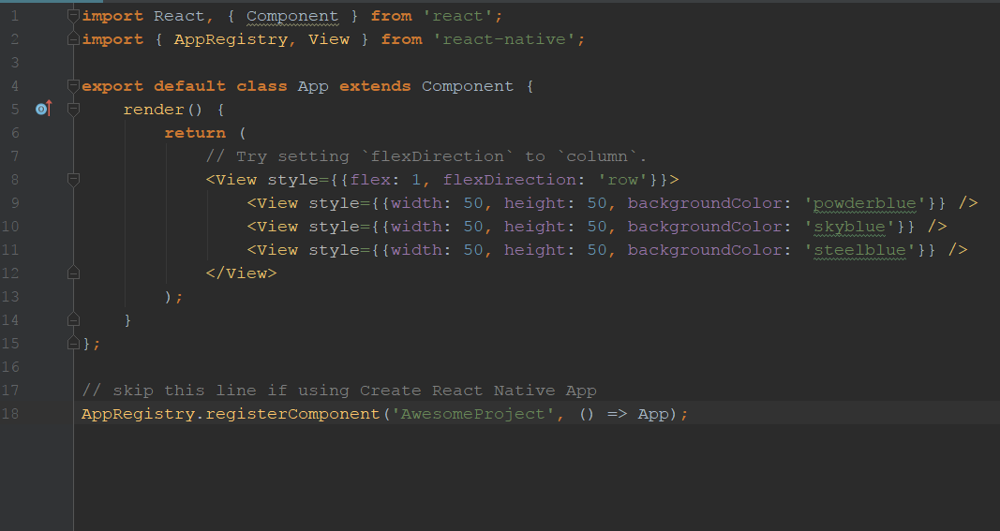 1 import React, { Component } from 'react';
2 import { AppRegistry, View } from 'react-native';
3
4 export default class App extends Component {
5     render() {
6         return (
7             // Try setting `flexDirection` to `column`.
8             <View style={{flex: 1, flexDirection: 'row'}}>
9                 <View style={{width: 50, height: 50, backgroundColor: 'powderblue'}} />
10                 <View style={{width: 50, height: 50, backgroundColor: 'skyblue'}} />
11                 <View style={{width: 50, height: 50, backgroundColor: 'steelblue'}} />
12             </View>
13         );
14     }
15 };
16
17 // skip this line if using Create React Native App
18 AppRegistry.registerComponent('AwesomeProject', () => App);